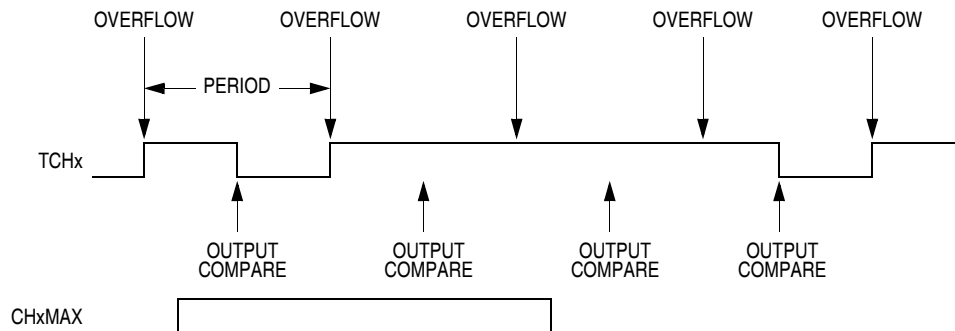 OVERFLOW OVERFLOW OVERFLOW OVERFLOW OVERFLOW
PERIOD
TCHx
OUTPUT COMPARE
OUTPUT COMPARE
OUTPUT COMPARE
OUTPUT COMPARE
CHxMAX